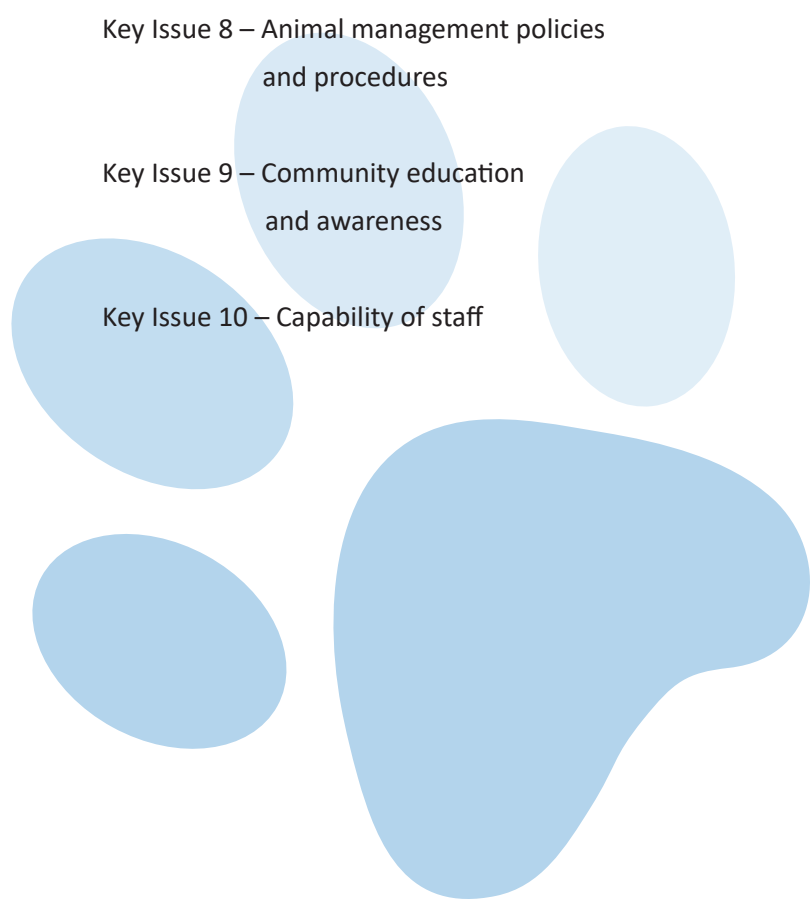 Key Issue 8 – Animal management policies
and procedures
Key Issue 9 – Community education
and awareness
Key Issue 10 – Capability of staff